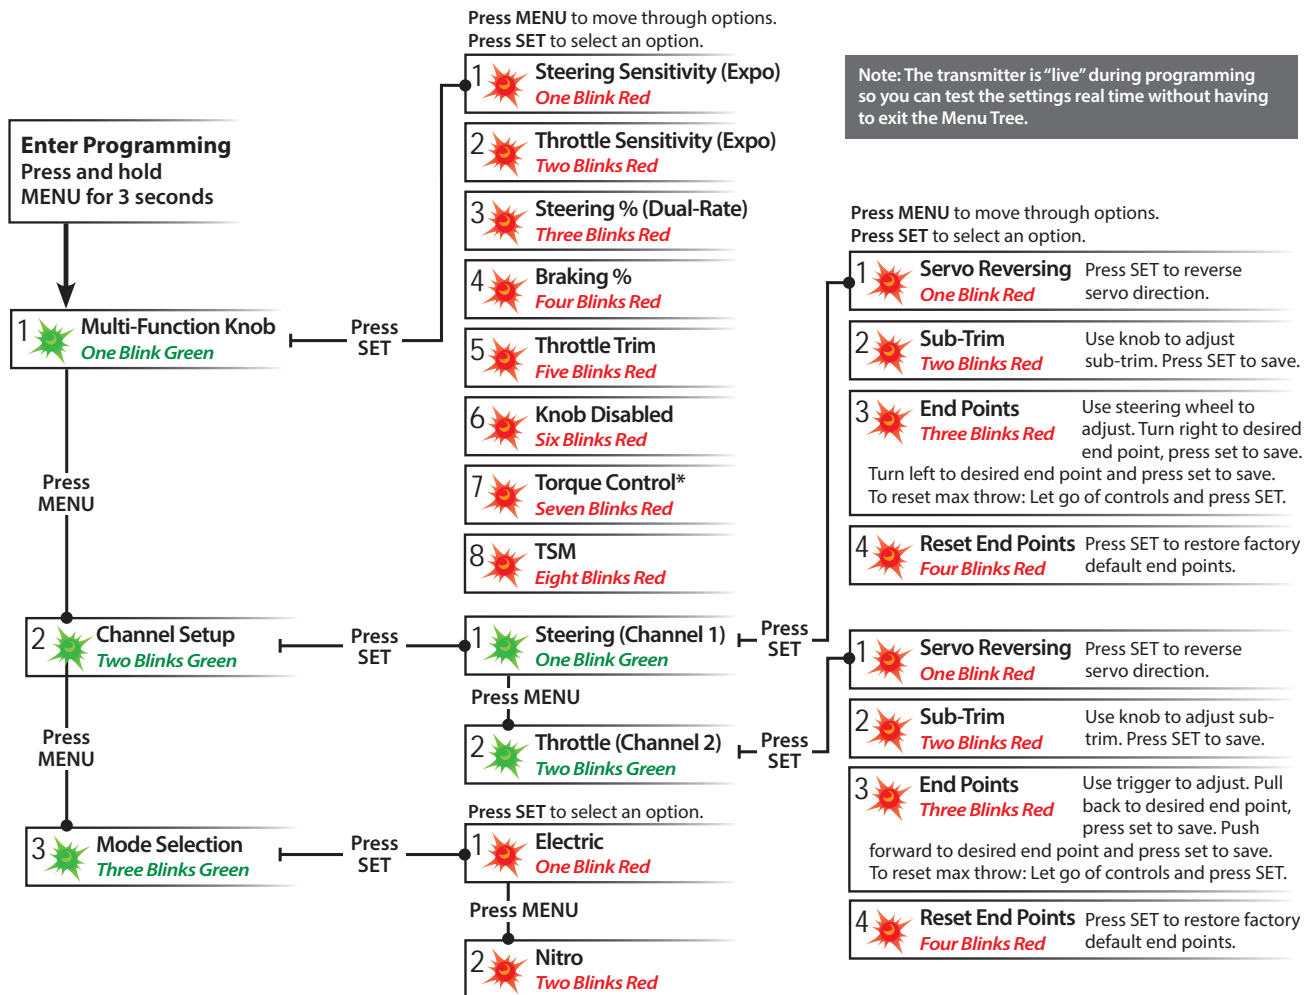 Press MENU to move through options.
Press SET to select an option.
Note: The transmitter is “live” during programming
so you can test the settings real time without having
to exit the Menu Tree.
Enter Programming
Press and hold
MENU for 3 seconds
1
Multi-Function Knob
One Blink Green
Press
SET
1
Steering Sensitivity (Expo)
One Blink Red
2
Throttle Sensitivity (Expo)
Two Blinks Red
3
Steering % (Dual-Rate)
Three Blinks Red
4
Braking %
Four Blinks Red
5
Throttle Trim
Five Blinks Red
6
Knob Disabled
Six Blinks Red
7
Torque Control*
Seven Blinks Red
8
TSM
Eight Blinks Red
Press
MENU
2
Channel Setup
Two Blinks Green
Press
SET
1
Steering (Channel 1)
One Blink Green
Press
SET
Press MENU
2
Throttle (Channel 2)
Two Blinks Green
Press
SET
Press MENU to move through options.
Press SET to select an option.
1
Servo Reversing
One Blink Red
Press SET to reverse
servo direction.
2
Sub-Trim
Two Blinks Red
Use knob to adjust
sub-trim. Press SET to save.
3
End Points
Three Blinks Red
Use steering wheel to
adjust. Turn right to desired
end point, press set to save.
Turn left to desired end point and press set to save.
To reset max throw: Let go of controls and press SET.
4
Reset End Points
Four Blinks Red
Press SET to restore factory
default end points.
1
Servo Reversing
One Blink Red
Press SET to reverse
servo direction.
2
Sub-Trim
Two Blinks Red
Use knob to adjust sub-
trim. Press SET to save.
3
End Points
Three Blinks Red
Use trigger to adjust. Pull
back to desired end point,
press set to save. Push
forward to desired end point and press set to save.
To reset max throw: Let go of controls and press SET.
4
Reset End Points
Four Blinks Red
Press SET to restore factory
default end points.
Press
MENU
3
Mode Selection
Three Blinks Green
Press
SET
Press SET to select an option.
1
Electric
One Blink Red
Press MENU
2
Nitro
Two Blinks Red